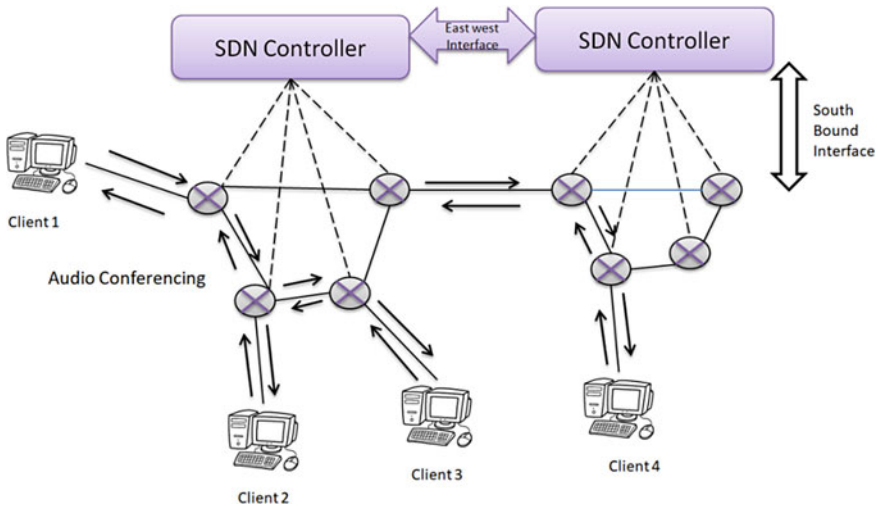 SDN Controller
East west
Interface
SDN Controller
South
Bound
Interface
Client 1
Audio Conferencing
Client 2
Client 3
Client 4